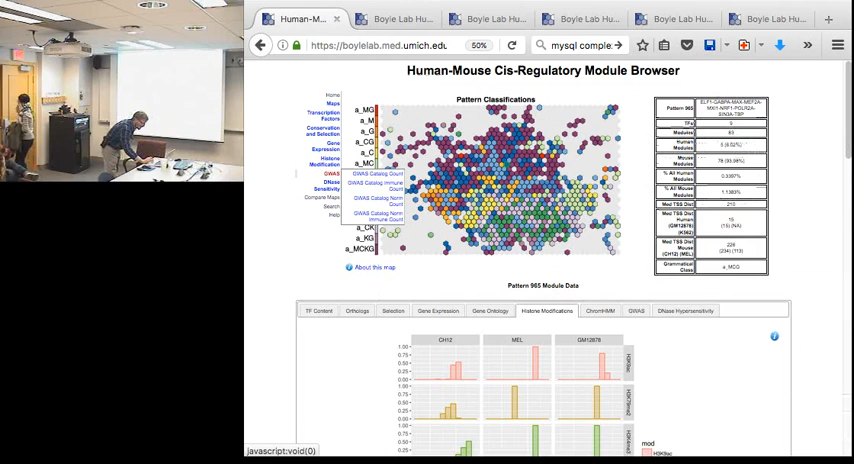 Human-M...
Boyle Lab Hu...
Boyle Lab Hu...
Boyle Lab Hu...
Boyle Lab Hu...
Boyle Lab Hu...
https://boylelab.med.umich.edu
50%
mysql comple
Human-Mouse Cis-Regulatory Module Browser
Home
Maps
Transcription
Factors
Conservation
and Selection
Gene
Expression
Histone
Modification
GWAS
DNase
Sensitivity
Compare Maps
Search
Help
GWAS Catalog Count
GWAS Catalog Immune
Count
GWAS Catalog Norm
Count
GWAS Catalog Norm
Immune Count
Pattern Classifications
a_MG
a_M
a_G
a_CG
a_C
a_MC
a_CK
a_KG
a_MCKG
About this map
Pattern 965
ELF1-GABPA-MAX-MEF2A-
MXI1-NRF1-POLR2A-
SIN3A-TBP
TFs
9
Modules
83
Human
Modules
5 (6.02%)
Mouse
Modules
78 (93.98%)
% All Human
Modules
% All Mouse
Modules
Med TSS Dist
210
Med TSS Dist
Human
(GM12878)
(K562)
15
(15) (NA)
Med TSS Dist
Mouse
(CH12) (MEL)
226
(234) (113)
Grammatical
Class
a_MCG
Pattern 965 Module Data
TF Content
Orthologs
Selection
Gene Expression
Gene Ontology
Histone Modifications
ChromHMM
GWAS
DNase Hypersensitivity
CH12
MEL
GM12878
1.00
0.75
0.50
0.25
0.00
H3K9ac
1.00
0.75
0.50
0.25
0.00
H3K79me2
1.00
0.75
0.50
0.25
mod
H3K9ac
javascript:void(0)